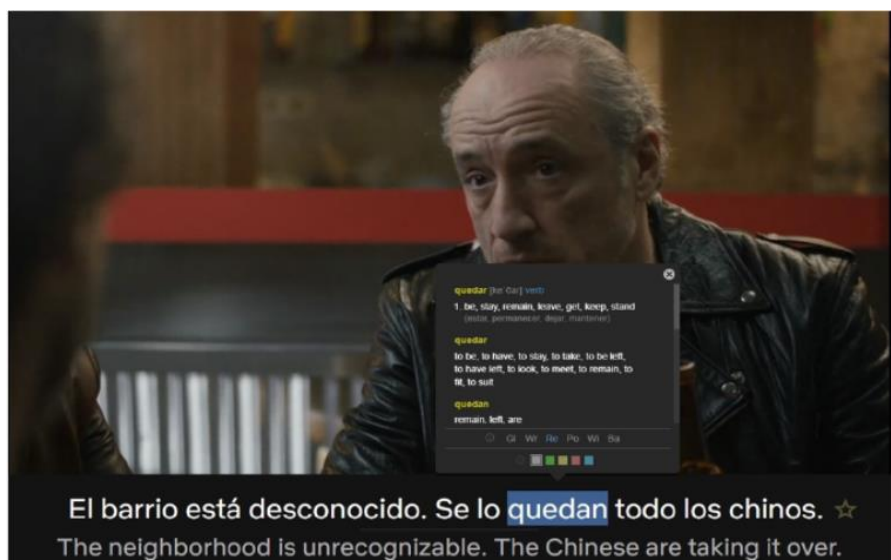 quedar [keˈðar] verb
1. be, stay, remain, leave, get, keep, stand
(estar, permanecer, dejar, mantener)
quedar
to be, to have, to stay, to take, to be left,
to have left, to look, to meet, to remain, to
fit, to suit
quedan
remain, left, are
Gl Wr Re Po Wi Ba
El barrio está desconocido. Se lo quedan todo los chinos.
The neighborhood is unrecognizable. The Chinese are taking it over.